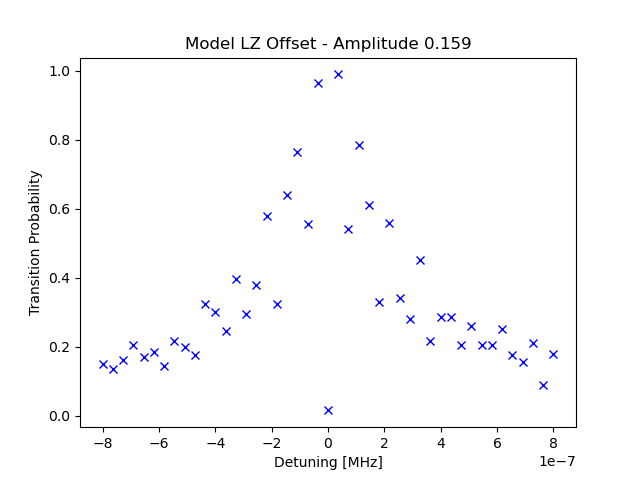 Model LZ Offset - Amplitude 0.159
1.0
0.8
0.6
0.4
0.2
0.0
Transition Probability
−8 −6 −4 −2 0 2 4 6 8
1e−7
Detuning [MHz]